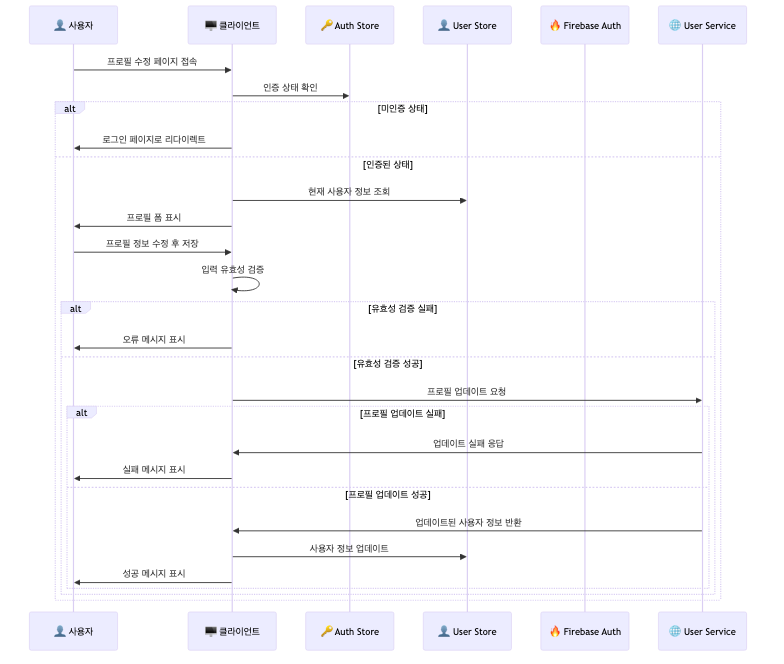 👤 사용자
🖥️ 클라이언트
🔑 Auth Store
👤 User Store
🔥 Firebase Auth
🌐 User Service
프로필 수정 페이지 접속
인증 상태 확인
alt
[미인증 상태]
로그인 페이지로 리다이렉트
[인증된 상태]
현재 사용자 정보 조회
프로필 폼 표시
프로필 정보 수정 후 저장
입력 유효성 검증
alt
[유효성 검증 실패]
오류 메시지 표시
[유효성 검증 성공]
프로필 업데이트 요청
alt
[프로필 업데이트 실패]
업데이트 실패 응답
실패 메시지 표시
[프로필 업데이트 성공]
업데이트된 사용자 정보 반환
사용자 정보 업데이트
성공 메시지 표시
👤 사용자
🖥️ 클라이언트
🔑 Auth Store
👤 User Store
🔥 Firebase Auth
🌐 User Service